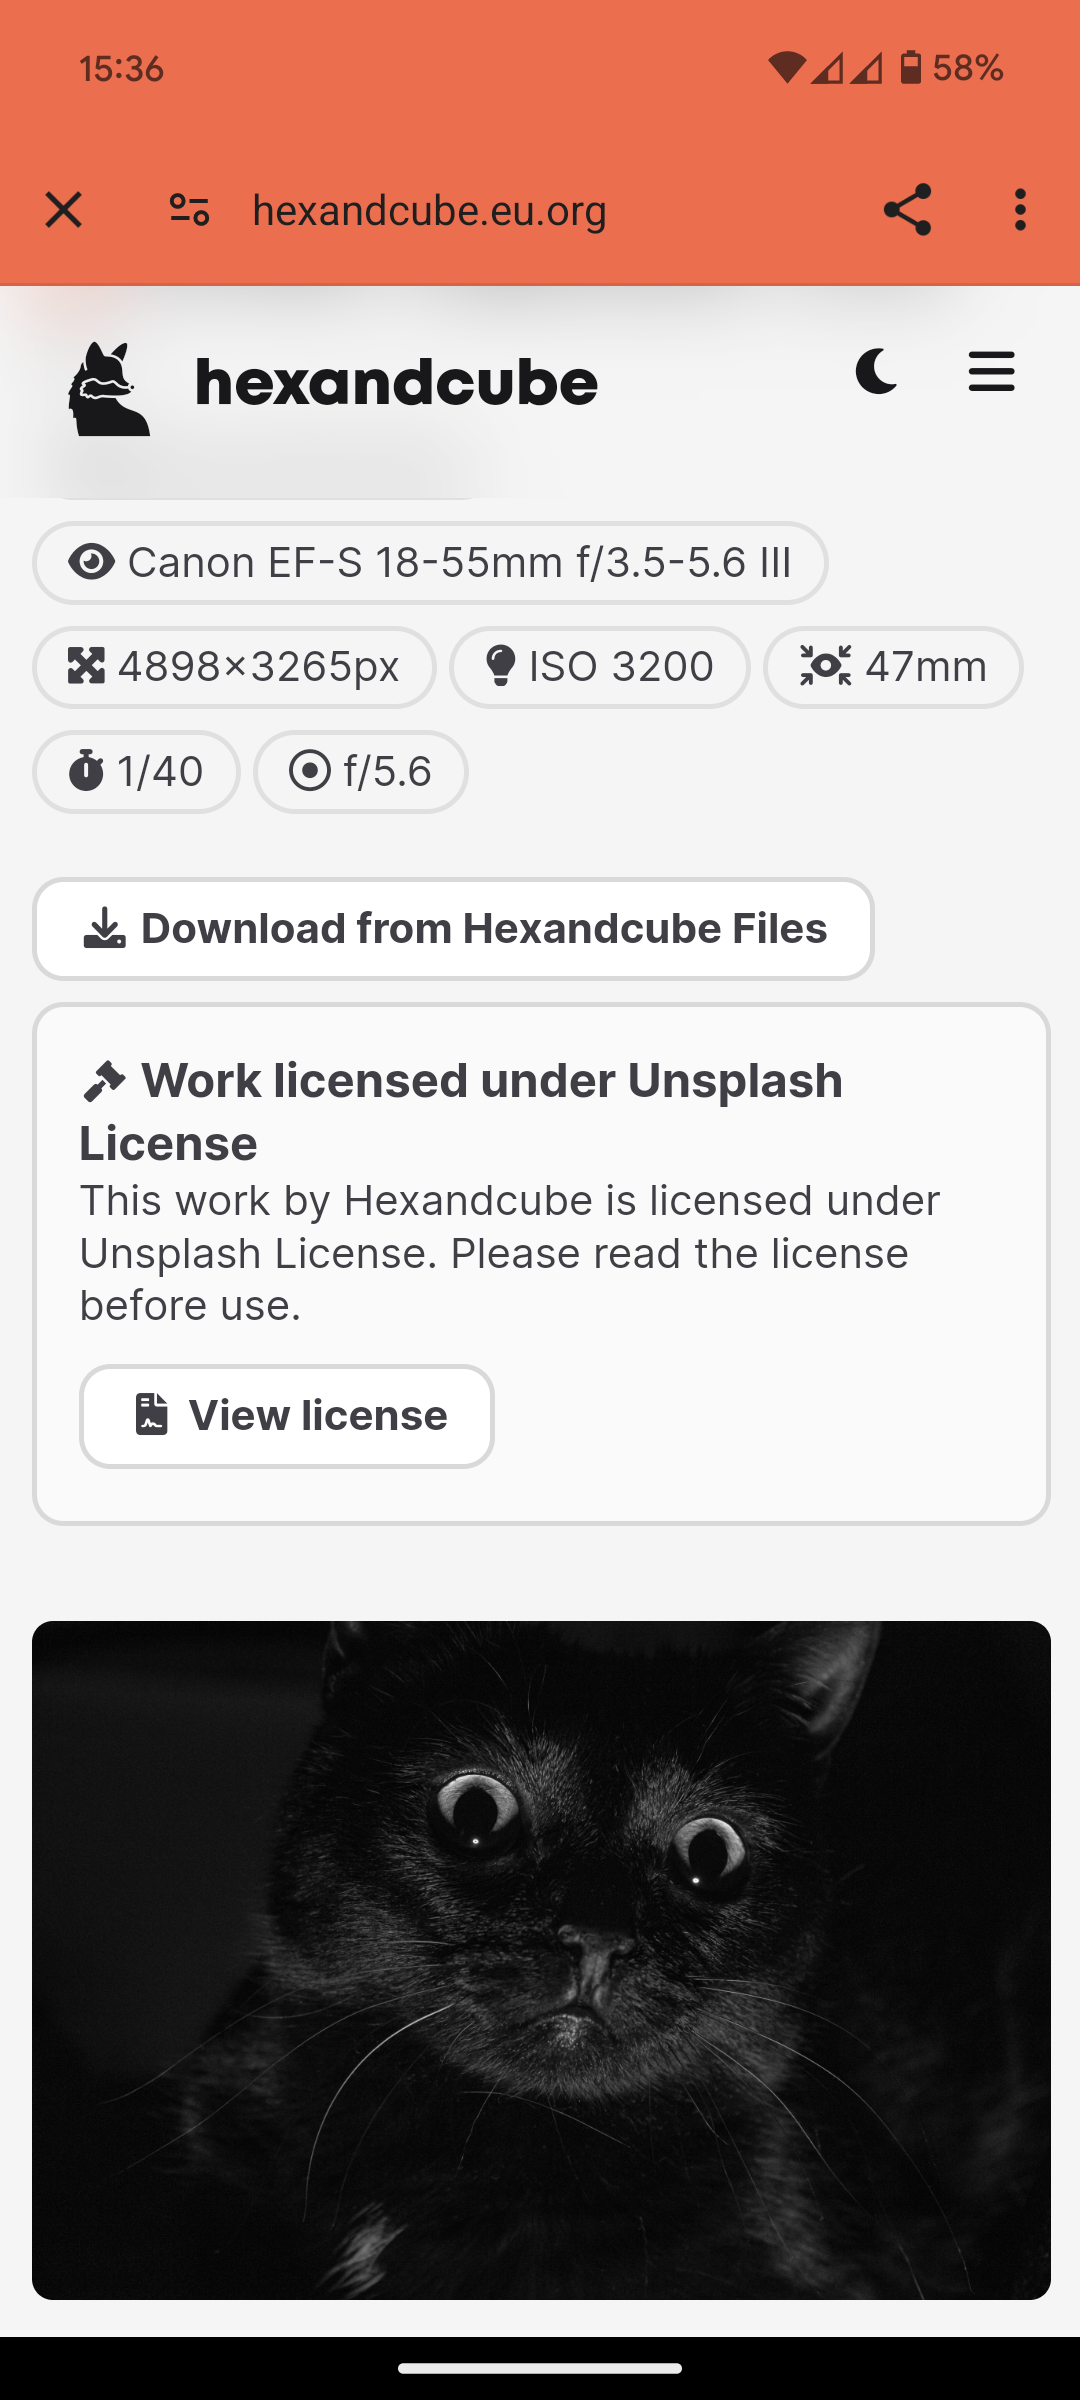 15:36
58%
hexandcube.eu.org
hexandcube
Canon EF-S 18-55mm f/3.5-5.6 III
4898×3265px
ISO 3200
47mm
1/40
f/5.6
Download from Hexandcube Files
Work licensed under Unsplash
License
This work by Hexandcube is licensed under
Unsplash License. Please read the license
before use.
View license